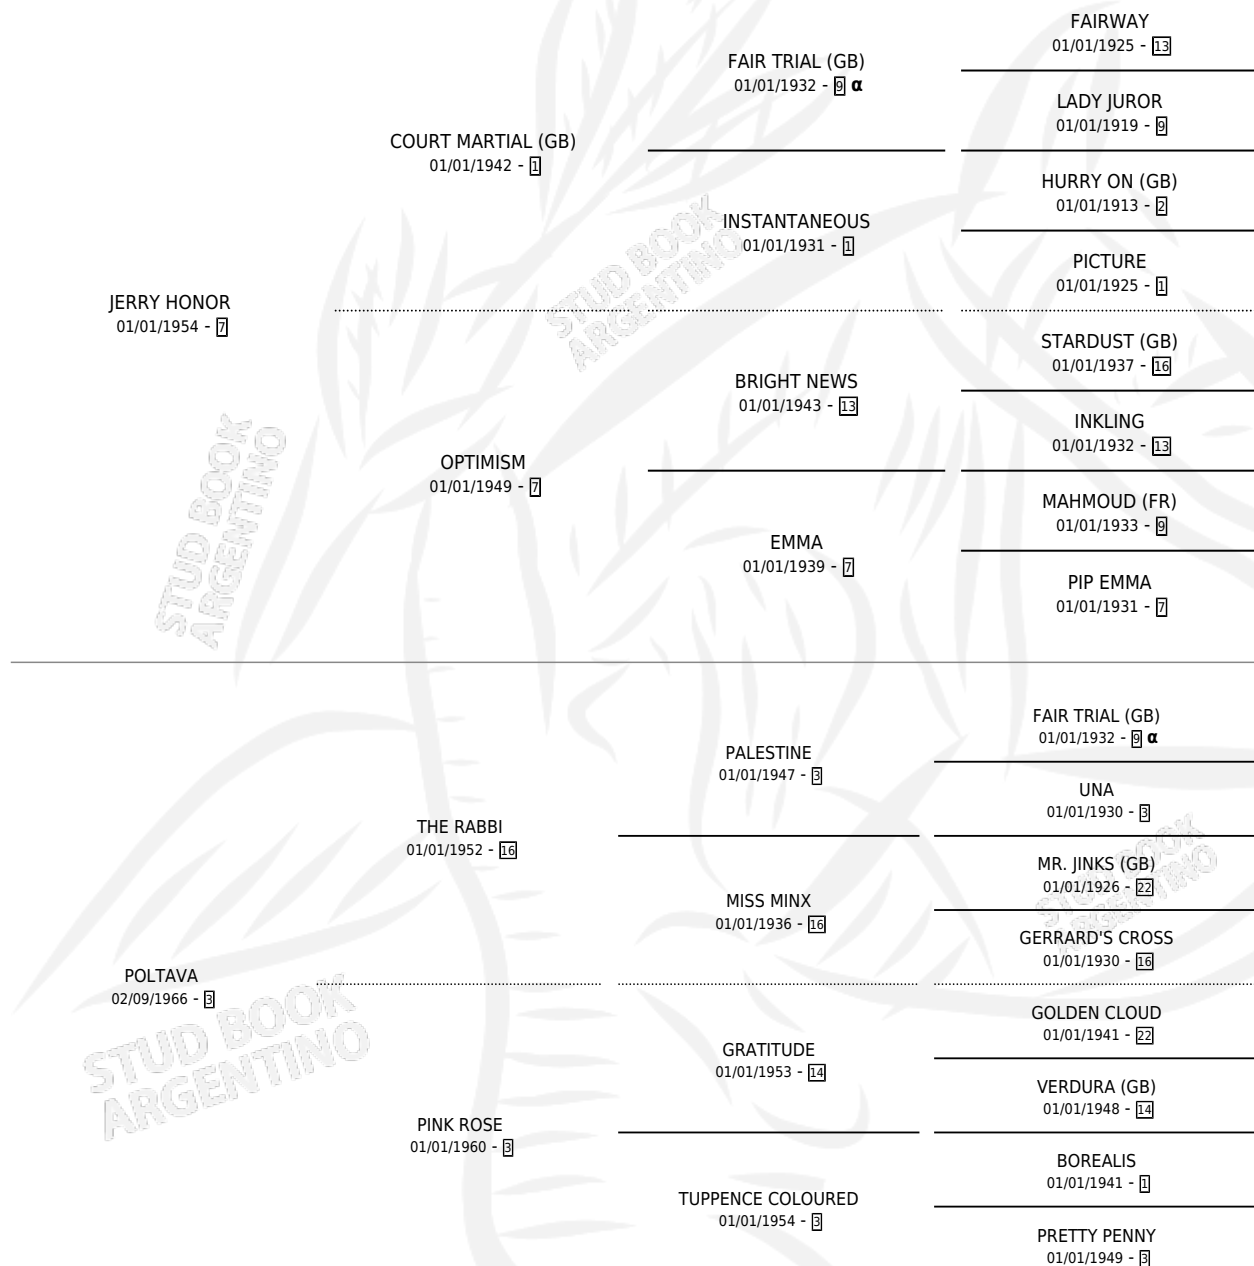 FAIRWAY
01/01/1925 - 13
FAIR TRIAL (GB)
01/01/1932 - 9 α
LADY JUROR
01/01/1919 - 9
COURT MARTIAL (GB)
01/01/1942 - 1
HURRY ON (GB)
01/01/1913 - 2
INSTANTANEOUS
01/01/1931 - 1
PICTURE
01/01/1925 - 1
JERRY HONOR
01/01/1954 - 7
STARDUST (GB)
01/01/1937 - 16
BRIGHT NEWS
01/01/1943 - 13
INKLING
01/01/1932 - 13
OPTIMISM
01/01/1949 - 7
MAHMOUD (FR)
01/01/1933 - 9
EMMA
01/01/1939 - 7
PIP EMMA
01/01/1931 - 7
FAIR TRIAL (GB)
01/01/1932 - 9 α
PALESTINE
01/01/1947 - 3
UNA
01/01/1930 - 3
THE RABBI
01/01/1952 - 16
MR. JINKS (GB)
01/01/1926 - 22
MISS MINX
01/01/1936 - 16
GERRARD'S CROSS
01/01/1930 - 16
POLTAVA
02/09/1966 - 3
GOLDEN CLOUD
01/01/1941 - 22
GRATITUDE
01/01/1953 - 14
VERDURA (GB)
01/01/1948 - 14
PINK ROSE
01/01/1960 - 3
BOREALIS
01/01/1941 - 1
TUPPENCE COLOURED
01/01/1954 - 3
PRETTY PENNY
01/01/1949 - 3
STUD BOOK
ARGENTINO
STUD BOOK
ARGENTINO
STUD BOOK
ARGENTINO
STUD BOOK
ARGENTINO